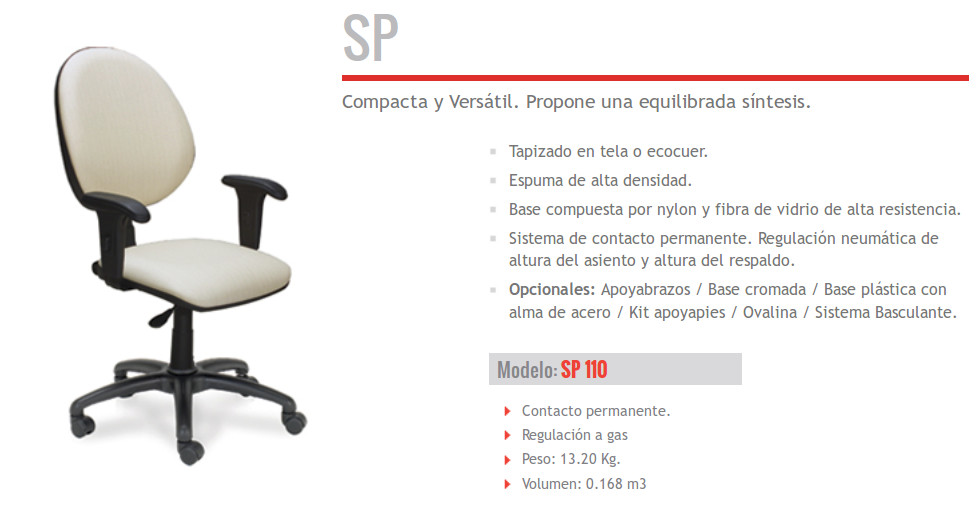 SP
Compacta y Versátil. Propone una equilibrada síntesis.
Tapizado en tela o ecocuer.
Espuma de alta densidad.
Base compuesta por nylon y fibra de vidrio de alta resistencia.
Sistema de contacto permanente. Regulación neumática de
altura del asiento y altura del respaldo.
Opcionales: Apoyabrazos / Base cromada / Base plástica con
alma de acero / Kit apoyapies / Ovalina / Sistema Basculante.
Modelo: SP 110
Contacto permanente.
Regulación a gas
Peso: 13.20 Kg.
Volumen: 0.168 m3